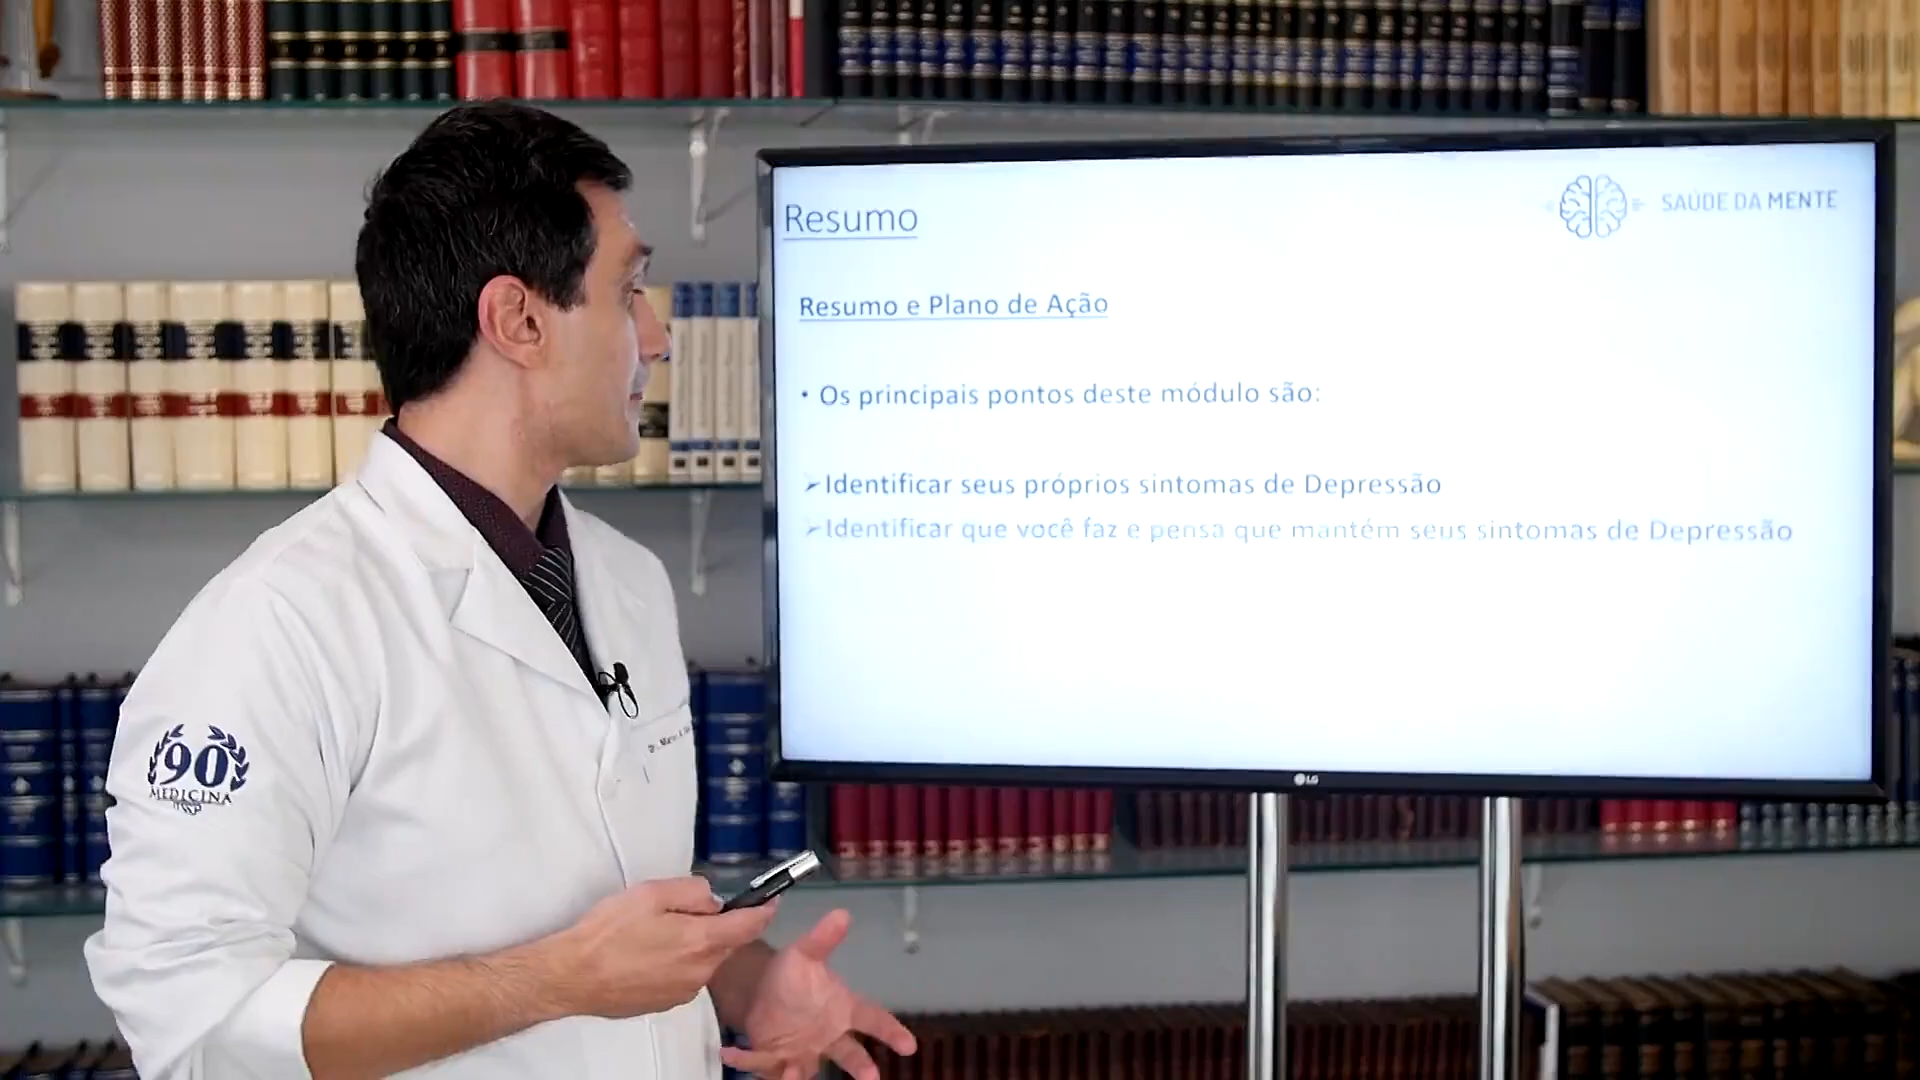 Resumo
SAÚDE DA MENTE
Resumo e Plano de Ação
• Os principais pontos deste módulo são:
➢Identificar seus próprios sintomas de Depressão
➢Identificar que você faz e pensa que mantém seus sintomas de Depressão
LG
90
MEDICINA